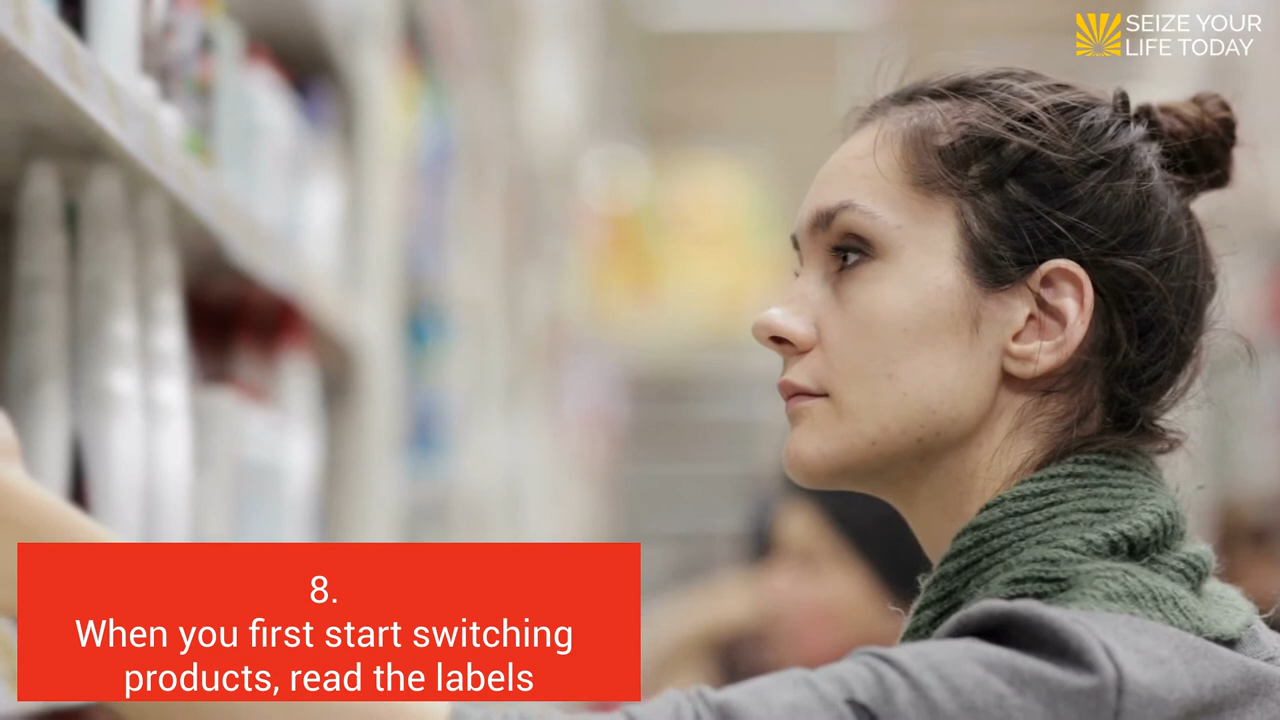 SEIZE YOUR
LIFE TODAY
8.
When you first start switching
products, read the labels